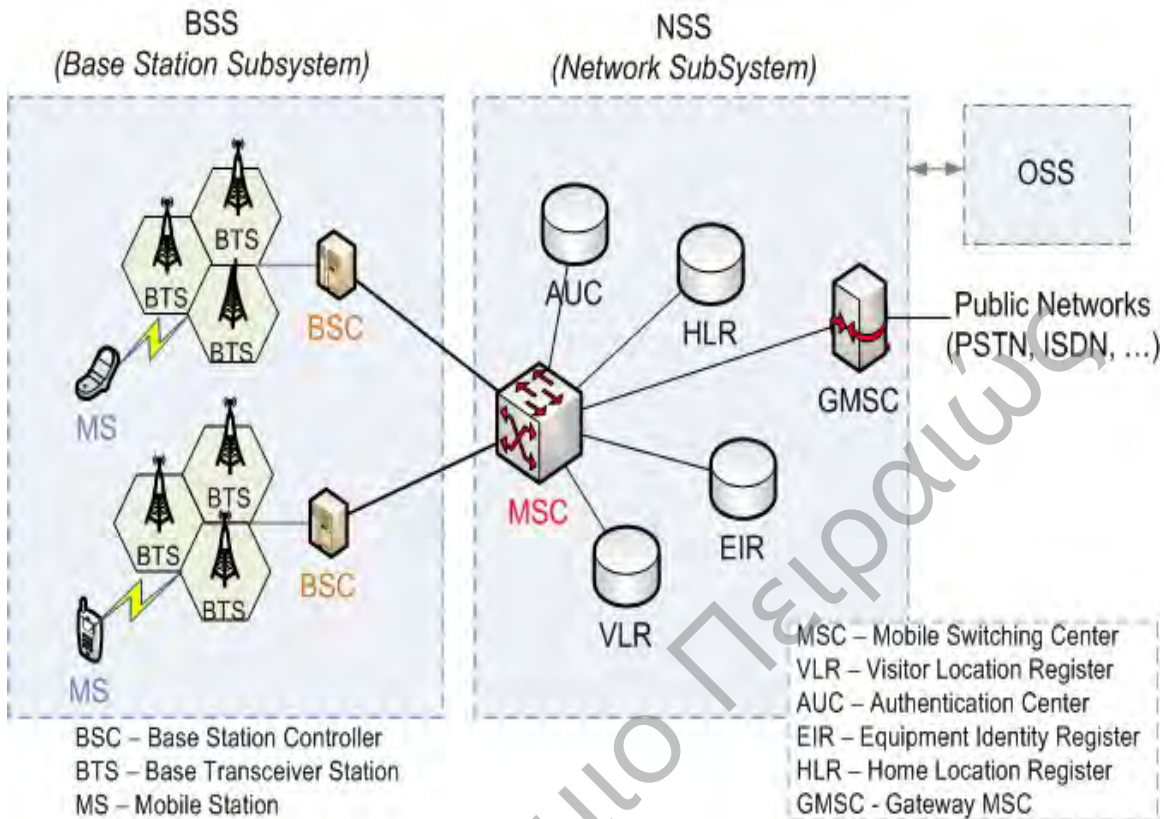 BSS
(Base Station Subsystem)
NSS
(Network SubSystem)
OSS
BTS
BTS
BTS
BSC
MS
BTS
BTS
BTS
BSC
MS
AUC
HLR
MSC
EIR
VLR
GMSC
Public Networks
(PSTN, ISDN, ...)
BSC – Base Station Controller
BTS – Base Transceiver Station
MS – Mobile Station
MSC – Mobile Switching Center
VLR – Visitor Location Register
AUC – Authentication Center
EIR – Equipment Identity Register
HLR – Home Location Register
GMSC - Gateway MSC
Πειραιώς